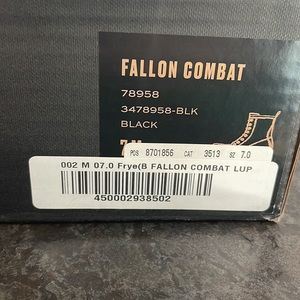 FALLON COMBAT
78958
3478958-BLK
BLACK
POS 8701856 CAT 3513 SZ 7.0
002 M 07.0 Frye(B FALLON COMBAT LUP
450002938502